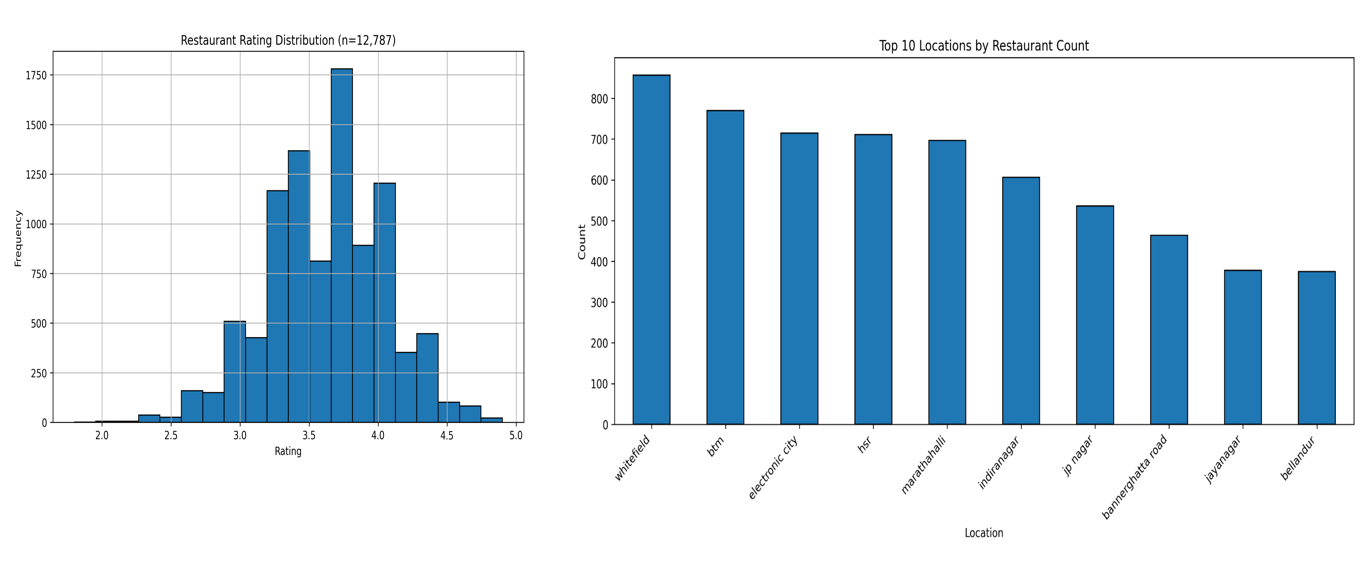 Restaurant Rating Distribution (n=12,787)
1750
1500
1250
1000
750
500
250
0
Frequency
2.0 2.5 3.0 3.5 4.0 4.5 5.0
Rating
Top 10 Locations by Restaurant Count
800
700
600
500
400
300
200
100
0
Count
whitefield btm electronic city hsr marathahalli indiranagar jp nagar bannerghatta road jayanagar bellandur
Location